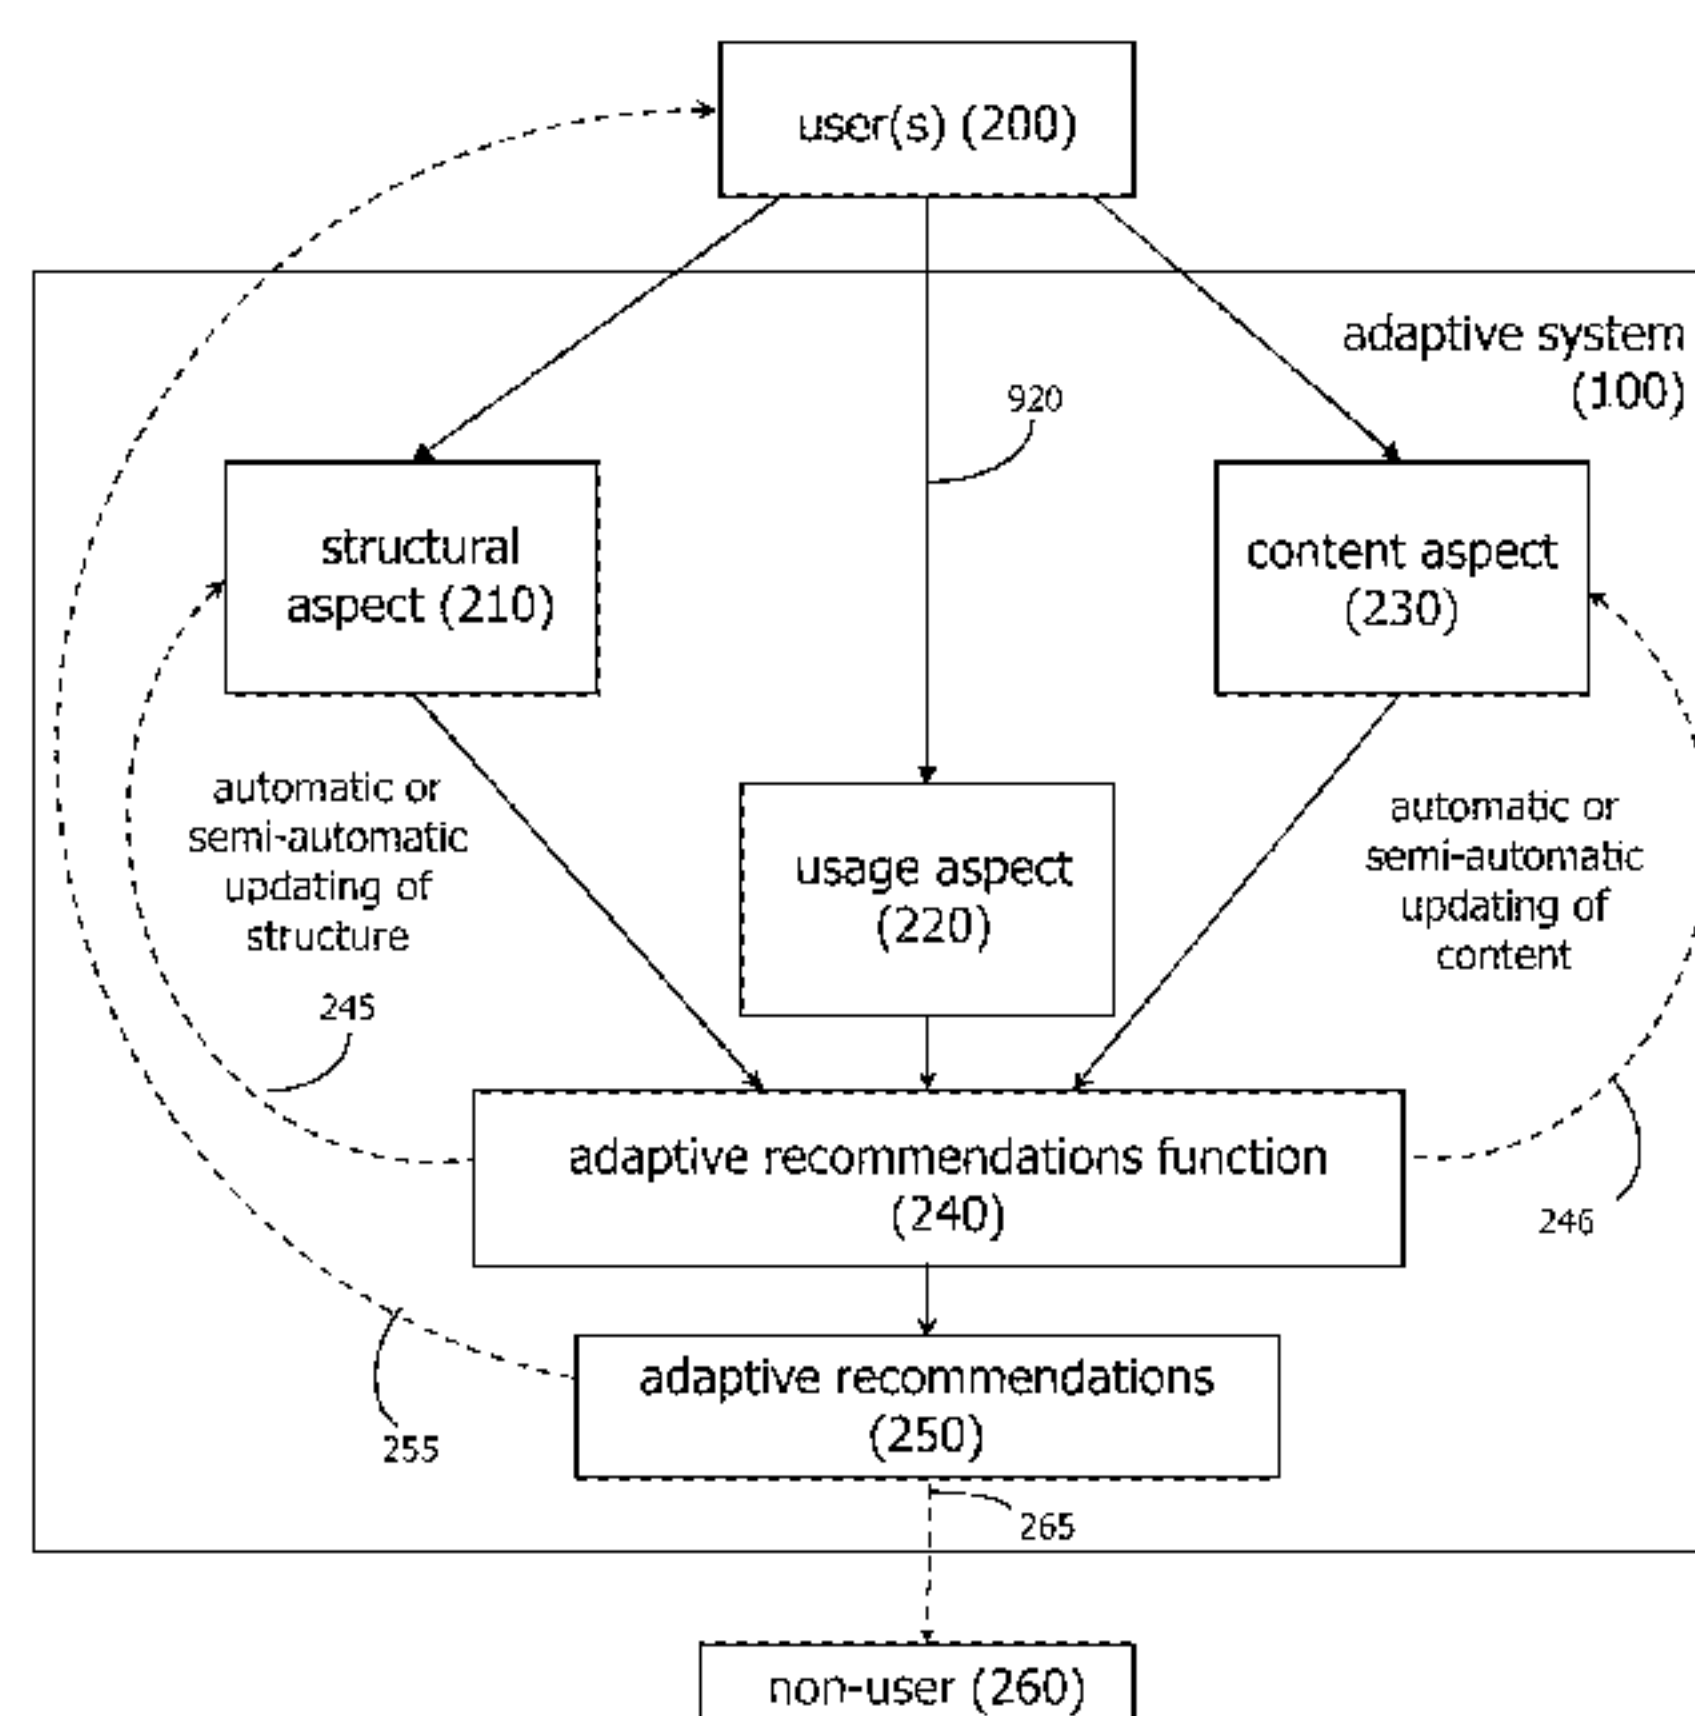 user(s) (200)
adaptive system
(100)
920
structural
aspect (210)
content aspect
(230)
automatic or
semi-automatic
updating of
structure
usage aspect
(220)
automatic or
semi-automatic
updating of
content
245
adaptive recommendations function
(240)
246
adaptive recommendations
(250)
255
265
non-user (260)